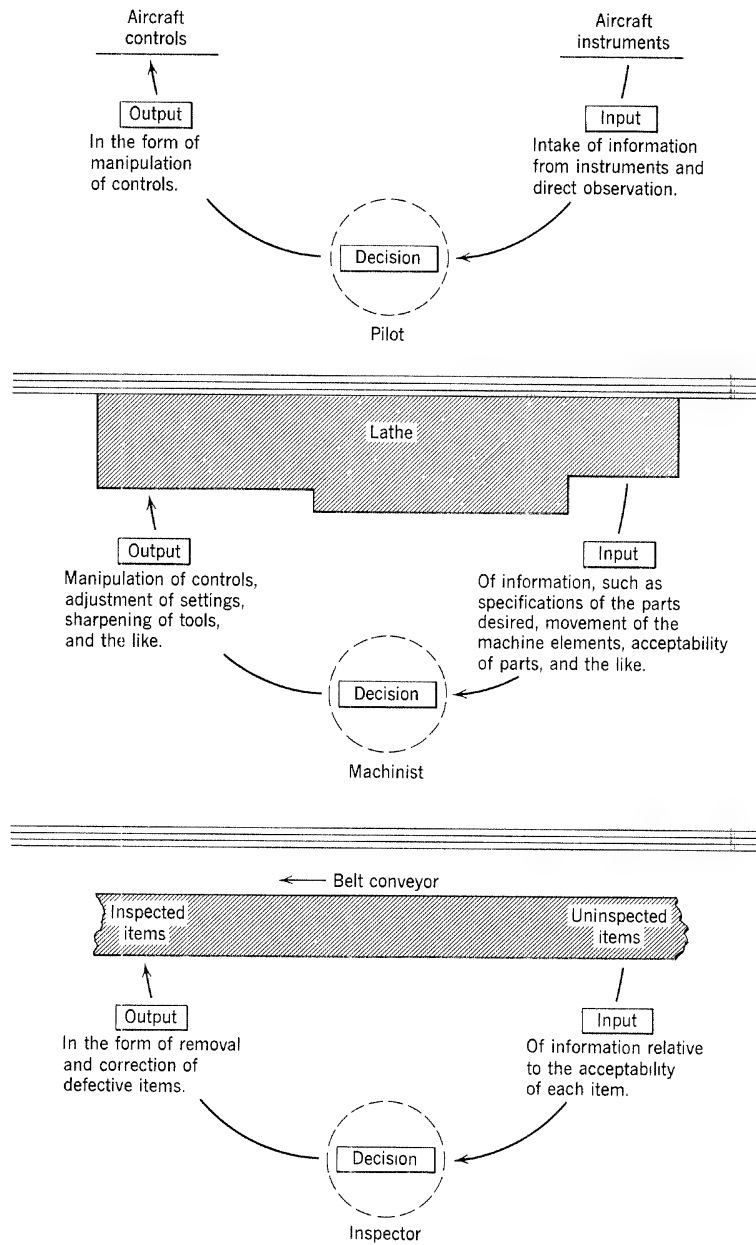 Aircraft
controls
Aircraft
instruments
Output
In the form of
manipulation
of controls.
Input
Intake of information
from instruments and
direct observation.
Decision
Pilot
Lathe
Output
Manipulation of controls,
adjustment of settings,
sharpening of tools,
and the like.
Input
Of information, such as
specifications of the parts
desired, movement of the
machine elements, acceptability
of parts, and the like.
Decision
Machinist
Belt conveyor
Inspected
items
Uninspected
items
Output
In the form of removal
and correction of
defective items.
Input
Of information relative
to the acceptability
of each item.
Decision
Inspector